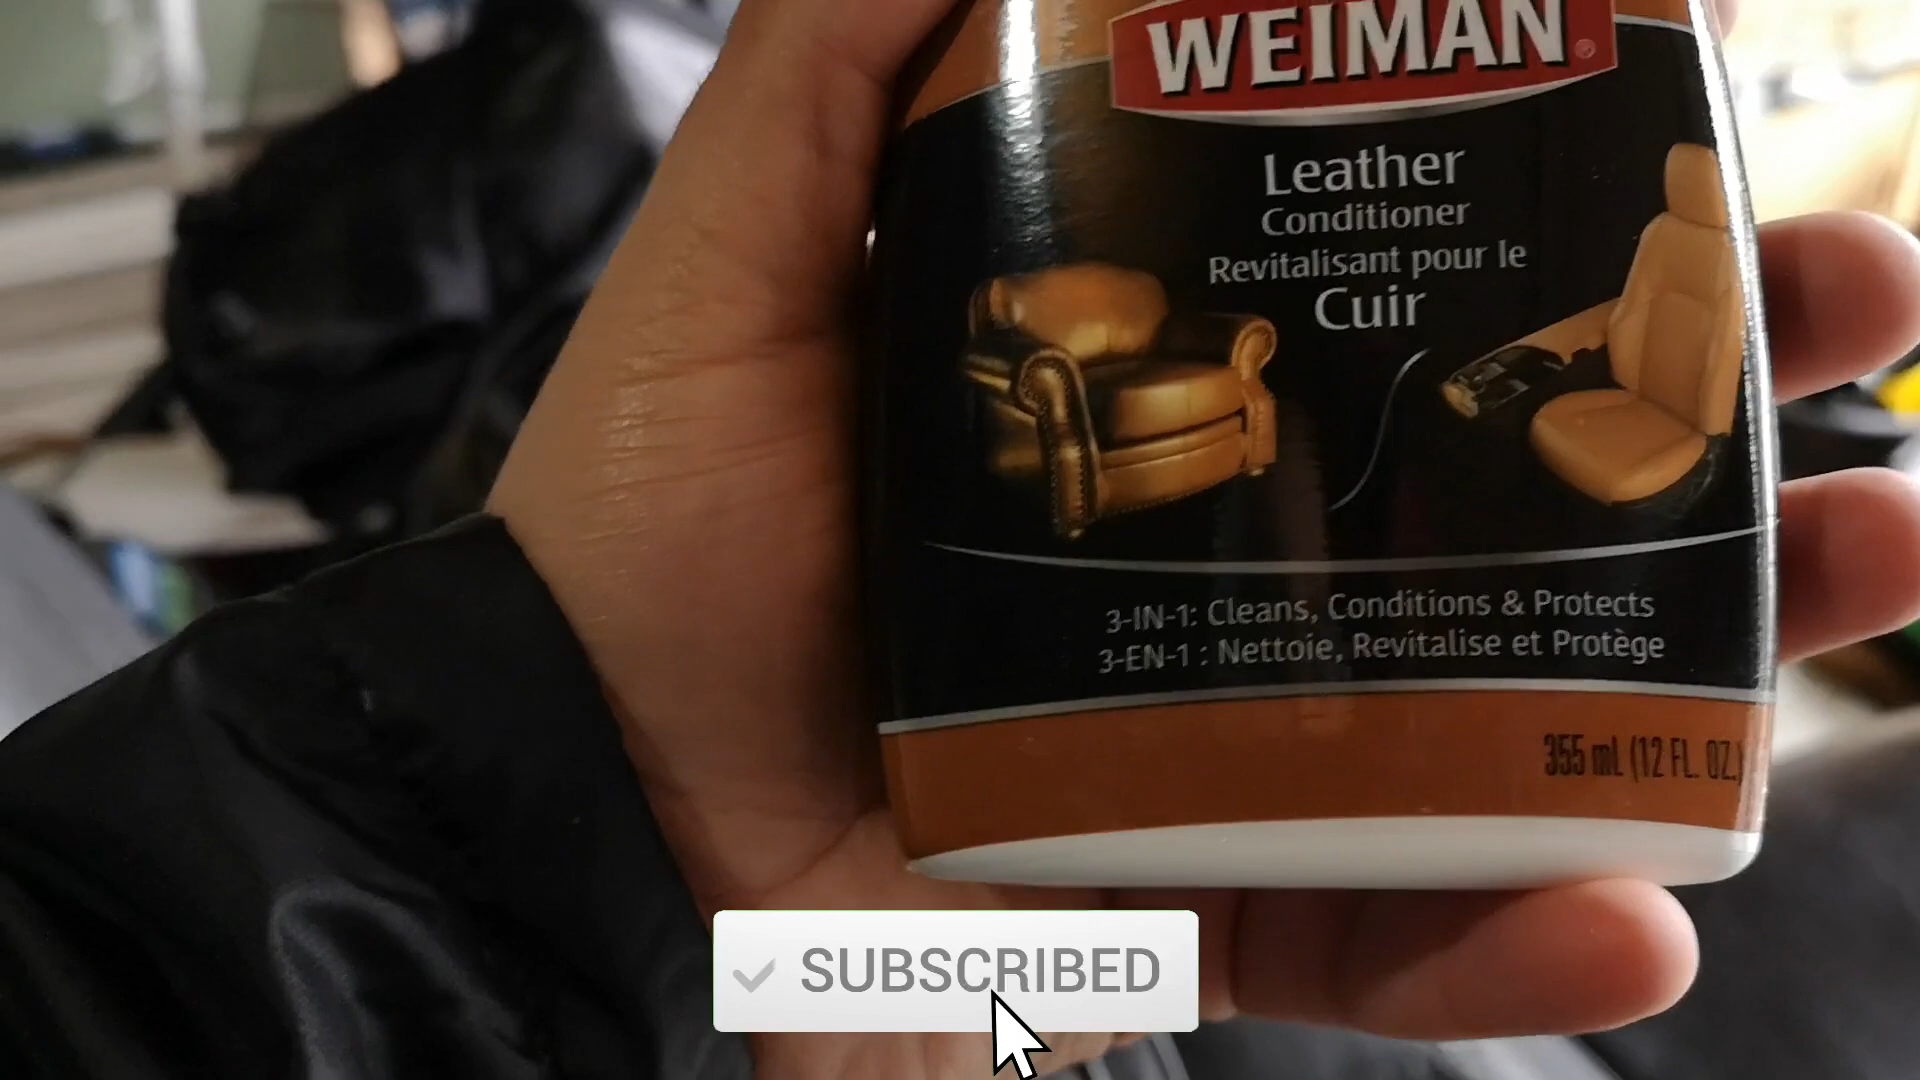 WEIMAN®
Leather
Conditioner
Revitalisant pour le
Cuir
3-IN-1: Cleans, Conditions & Protects
3-EN-1 : Nettoie, Revitalise et Protège
355 mL (12 FL. OZ.)
SUBSCRIBED